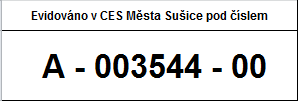 Evidováno v CES Města Sušice pod číslem
A - 003544 - 00